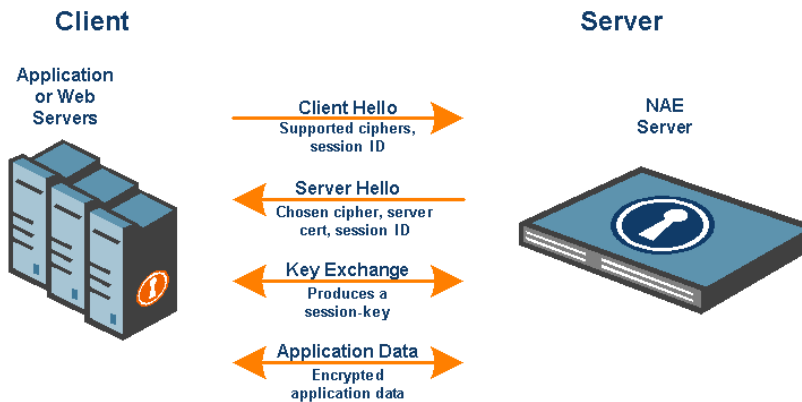 Client
Server
Application
or Web
Servers
Client Hello
Supported ciphers,
session ID
NAE
Server
Server Hello
Chosen cipher, server
cert, session ID
Key Exchange
Produces a
session-key
Application Data
Encrypted
application data